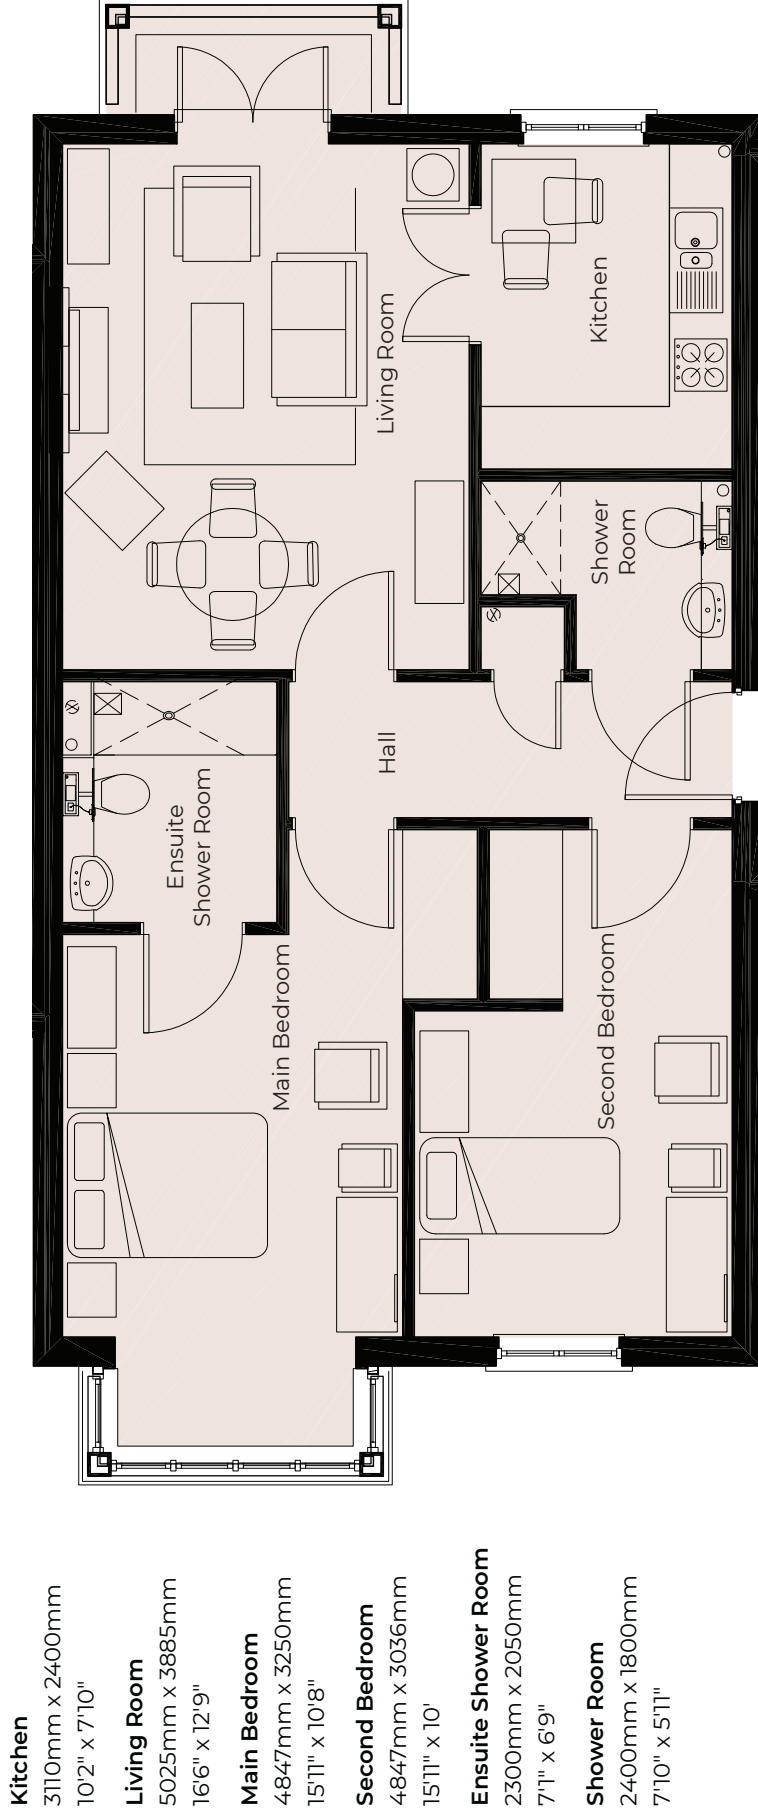 Living Room
Kitchen
Shower
Room
Hall
Ensuite
Shower Room
Main Bedroom
Second Bedroom
Kitchen
3110mm x 2400mm
10'2" x 7'10"
Living Room
5025mm x 3885mm
16'6" x 12'9"
Main Bedroom
4847mm x 3250mm
15'11" x 10'8"
Second Bedroom
4847mm x 3036mm
15'11" x 10'
Ensuite Shower Room
2300mm x 2050mm
7'1" x 6'9"
Shower Room
2400mm x 1800mm
7'10" x 5'11"